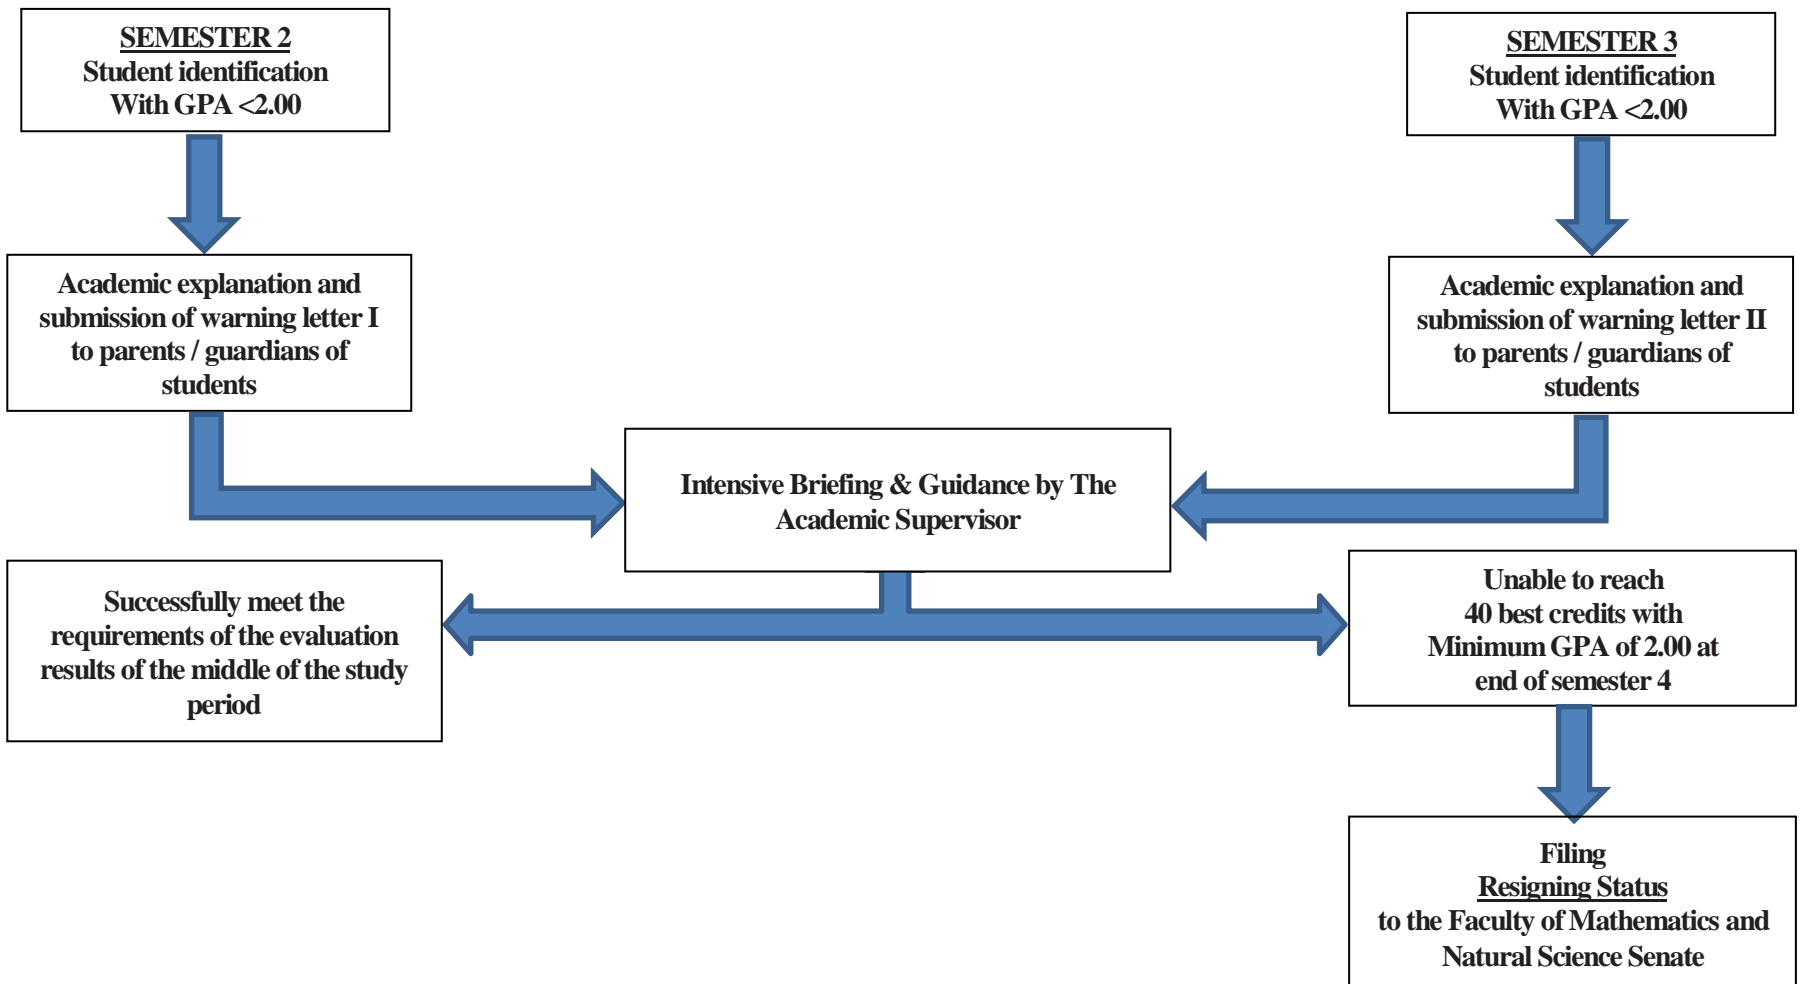 SEMESTER 2
Student identification
With GPA <2.00
SEMESTER 3
Student identification
With GPA <2.00
Academic explanation and
submission of warning letter I
to parents / guardians of
students
Academic explanation and
submission of warning letter II
to parents / guardians of
students
Intensive Briefing & Guidance by The
Academic Supervisor
Successfully meet the
requirements of the evaluation
results of the middle of the study
period
Unable to reach
40 best credits with
Minimum GPA of 2.00 at
end of semester 4
Filing
Resigning Status
to the Faculty of Mathematics and
Natural Science Senate